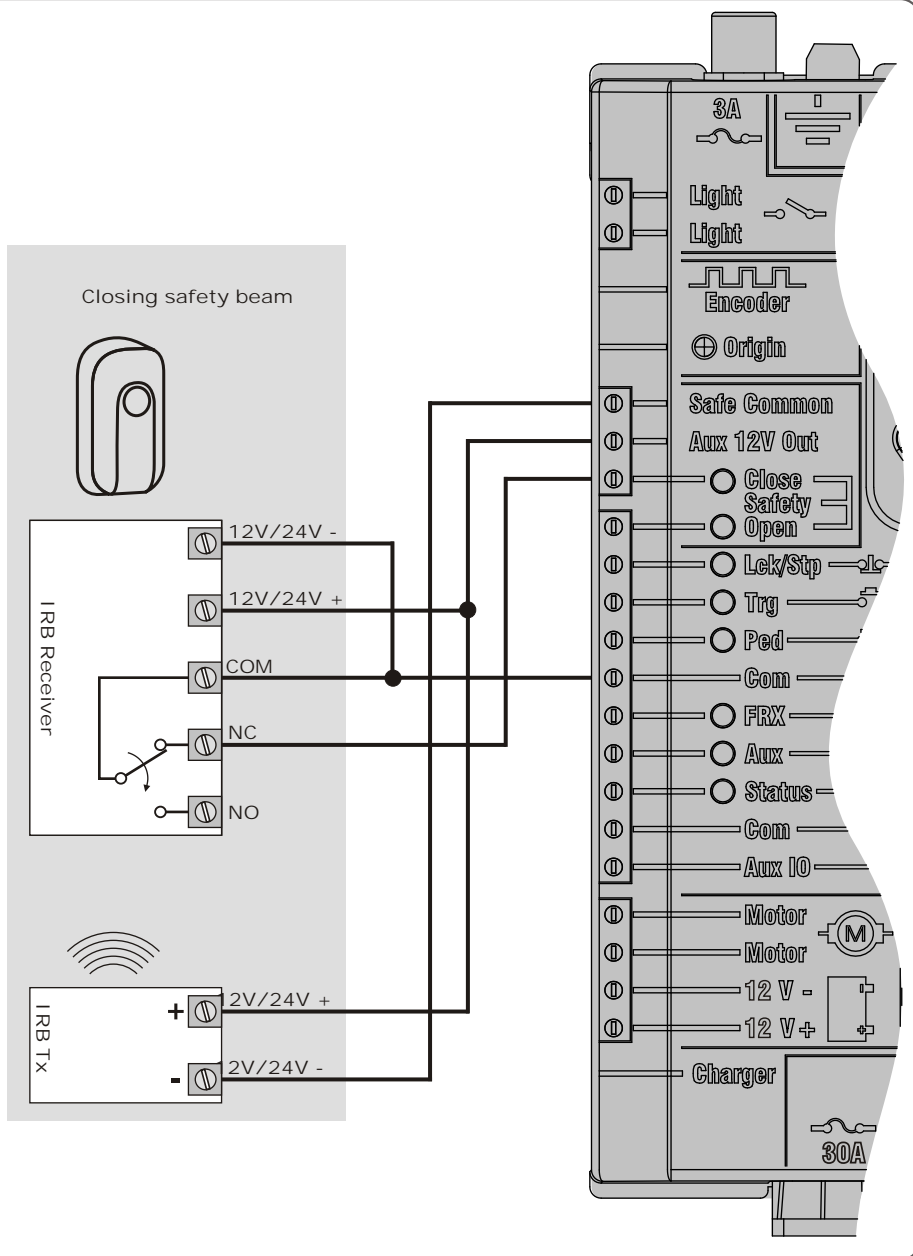 Closing safety beam
IRB Receiver
12V/24V -
12V/24V +
COM
NC
NO
IRB Tx
+
12V/24V +
-
12V/24V -
3A
Light
Light
Encoder
Origin
Safe Common
Aux 12V Out
Close
Safety
Open
Lck/Stp
Trg
Ped
Com
FRX
Aux
Status
Com
Aux IO
Motor
Motor
M
12 V -
12 V +
Charger
30A